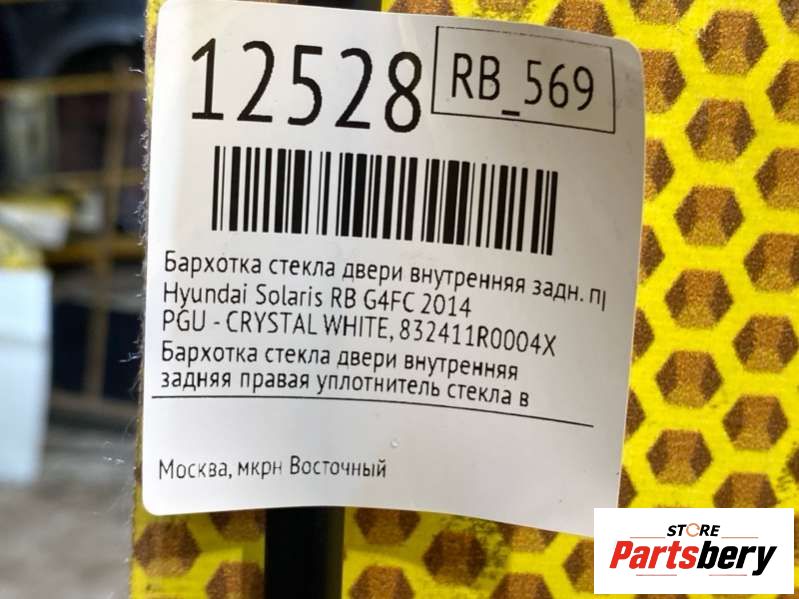 12528
RB_569
Бархотка стекла двери внутренняя задн. п
Hyundai Solaris RB G4FC 2014
PGU - CRYSTAL WHITE, 832411R0004X
Бархотка стекла двери внутренняя
задняя правая уплотнитель стекла в
Москва, мкрн Восточный
STORE
Partsbery